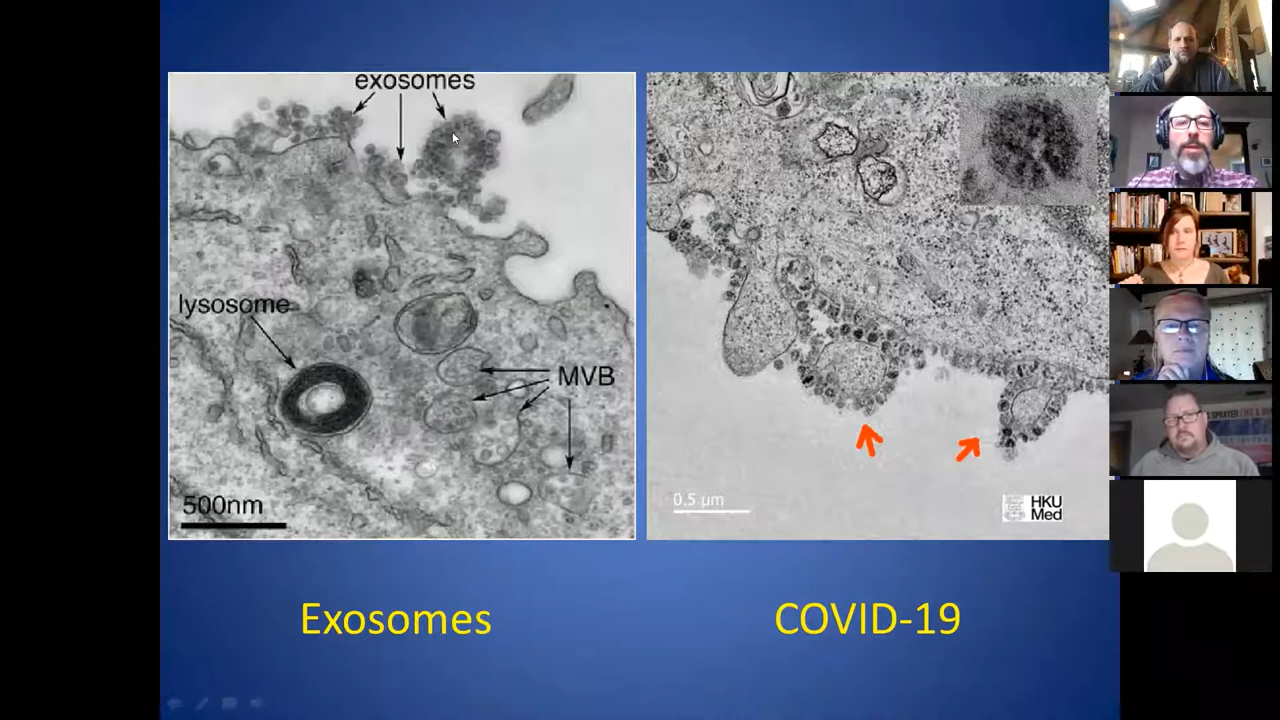 exosomes
lysosome
MVB
500nm
0.5 µm
HKU
Med
Exosomes
COVID-19